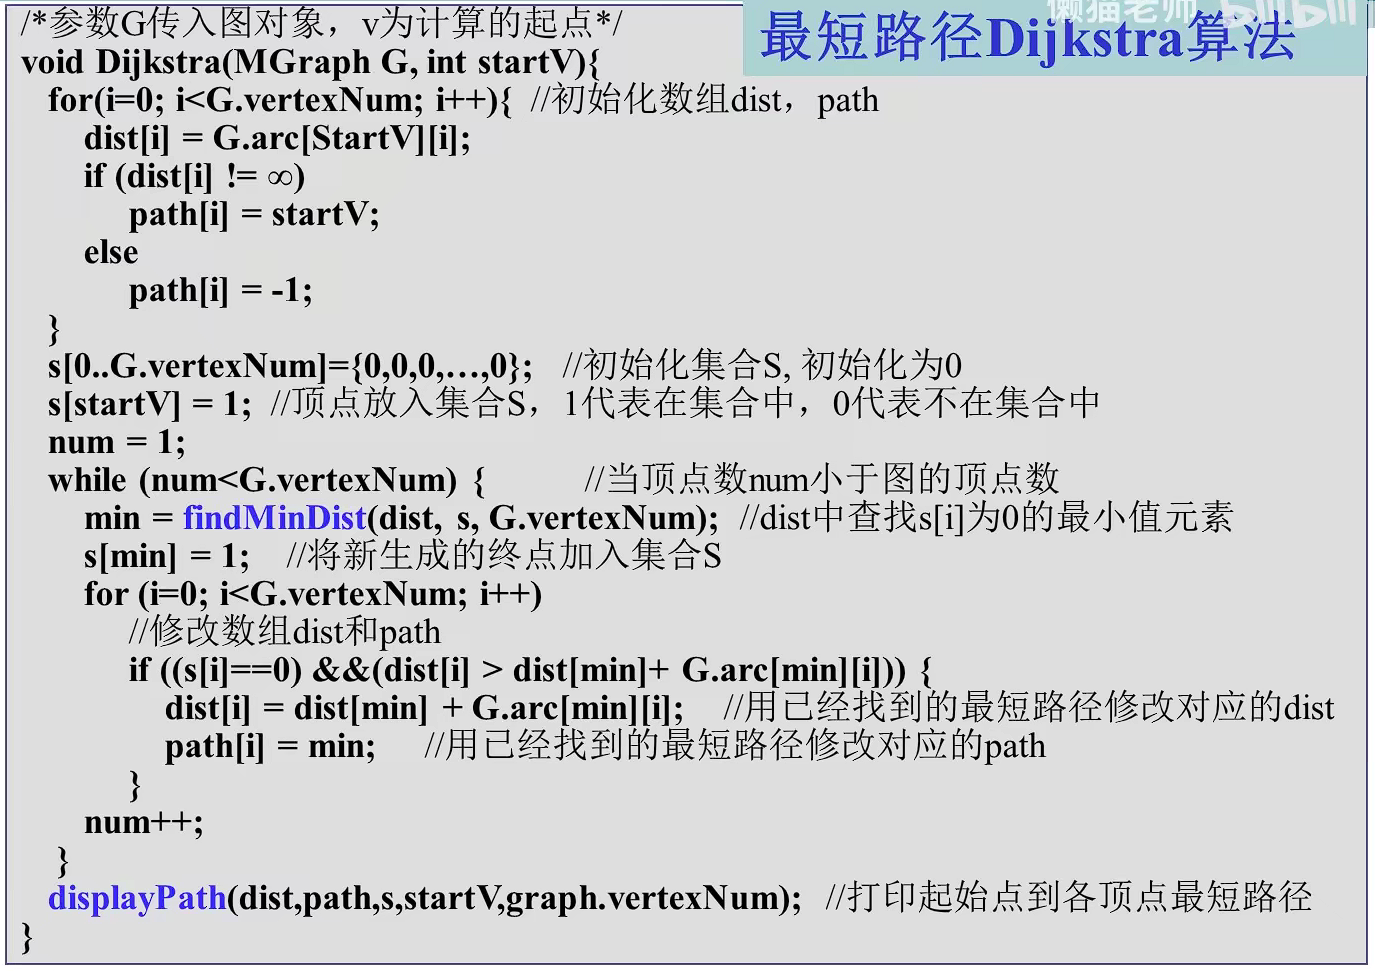 /*参数G传入图对象，v为计算的起点*/
懒猫老师 bilibili
最短路径Dijkstra算法
void Dijkstra(MGraph G, int startV){
for(i=0; i<G.vertexNum; i++){ //初始化数组dist，path
dist[i] = G.arc[StartV][i];
if (dist[i] != ∞)
path[i] = startV;
else
path[i] = -1;
}
s[0..G.vertexNum]={0,0,0,…,0}; //初始化集合S, 初始化为0
s[startV] = 1; //顶点放入集合S，1代表在集合中，0代表不在集合中
num = 1;
while (num<G.vertexNum) { //当顶点数num小于图的顶点数
min = findMinDist(dist, s, G.vertexNum); //dist中查找s[i]为0的最小值元素
s[min] = 1; //将新生成的终点加入集合S
for (i=0; i<G.vertexNum; i++)
//修改数组dist和path
if ((s[i]==0) &&(dist[i] > dist[min]+ G.arc[min][i])) {
dist[i] = dist[min] + G.arc[min][i]; //用已经找到的最短路径修改对应的dist
path[i] = min; //用已经找到的最短路径修改对应的path
}
num++;
}
displayPath(dist,path,s,startV,graph.vertexNum); //打印起始点到各顶点最短路径
}